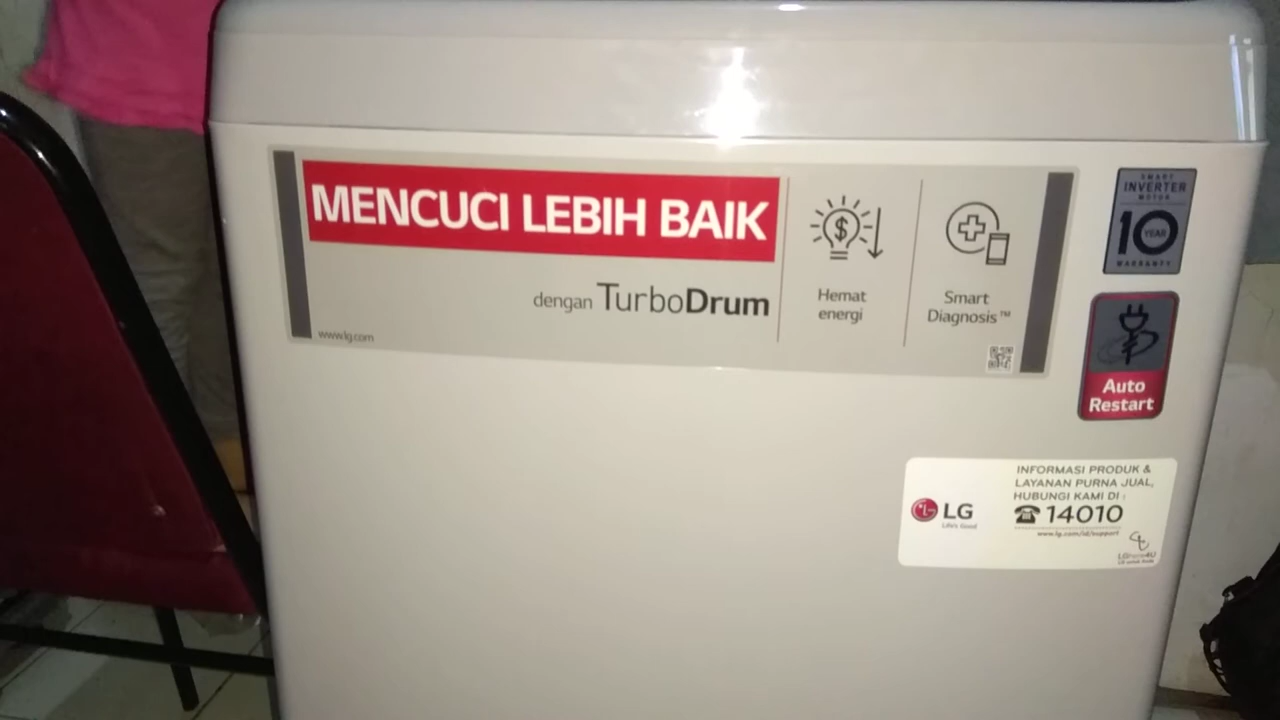 MENCUCI LEBIH BAIK
dengan TurboDrum
www.lg.com
Hemat
energi
Smart
Diagnosis™
SMART
INVERTER
MOTOR
10 YEAR
WARRANTY
Auto
Restart
LG
Life's Good
INFORMASI PRODUK &
LAYANAN PURNA JUAL,
HUBUNGI KAMI DI :
14010
www.lg.com/id/support